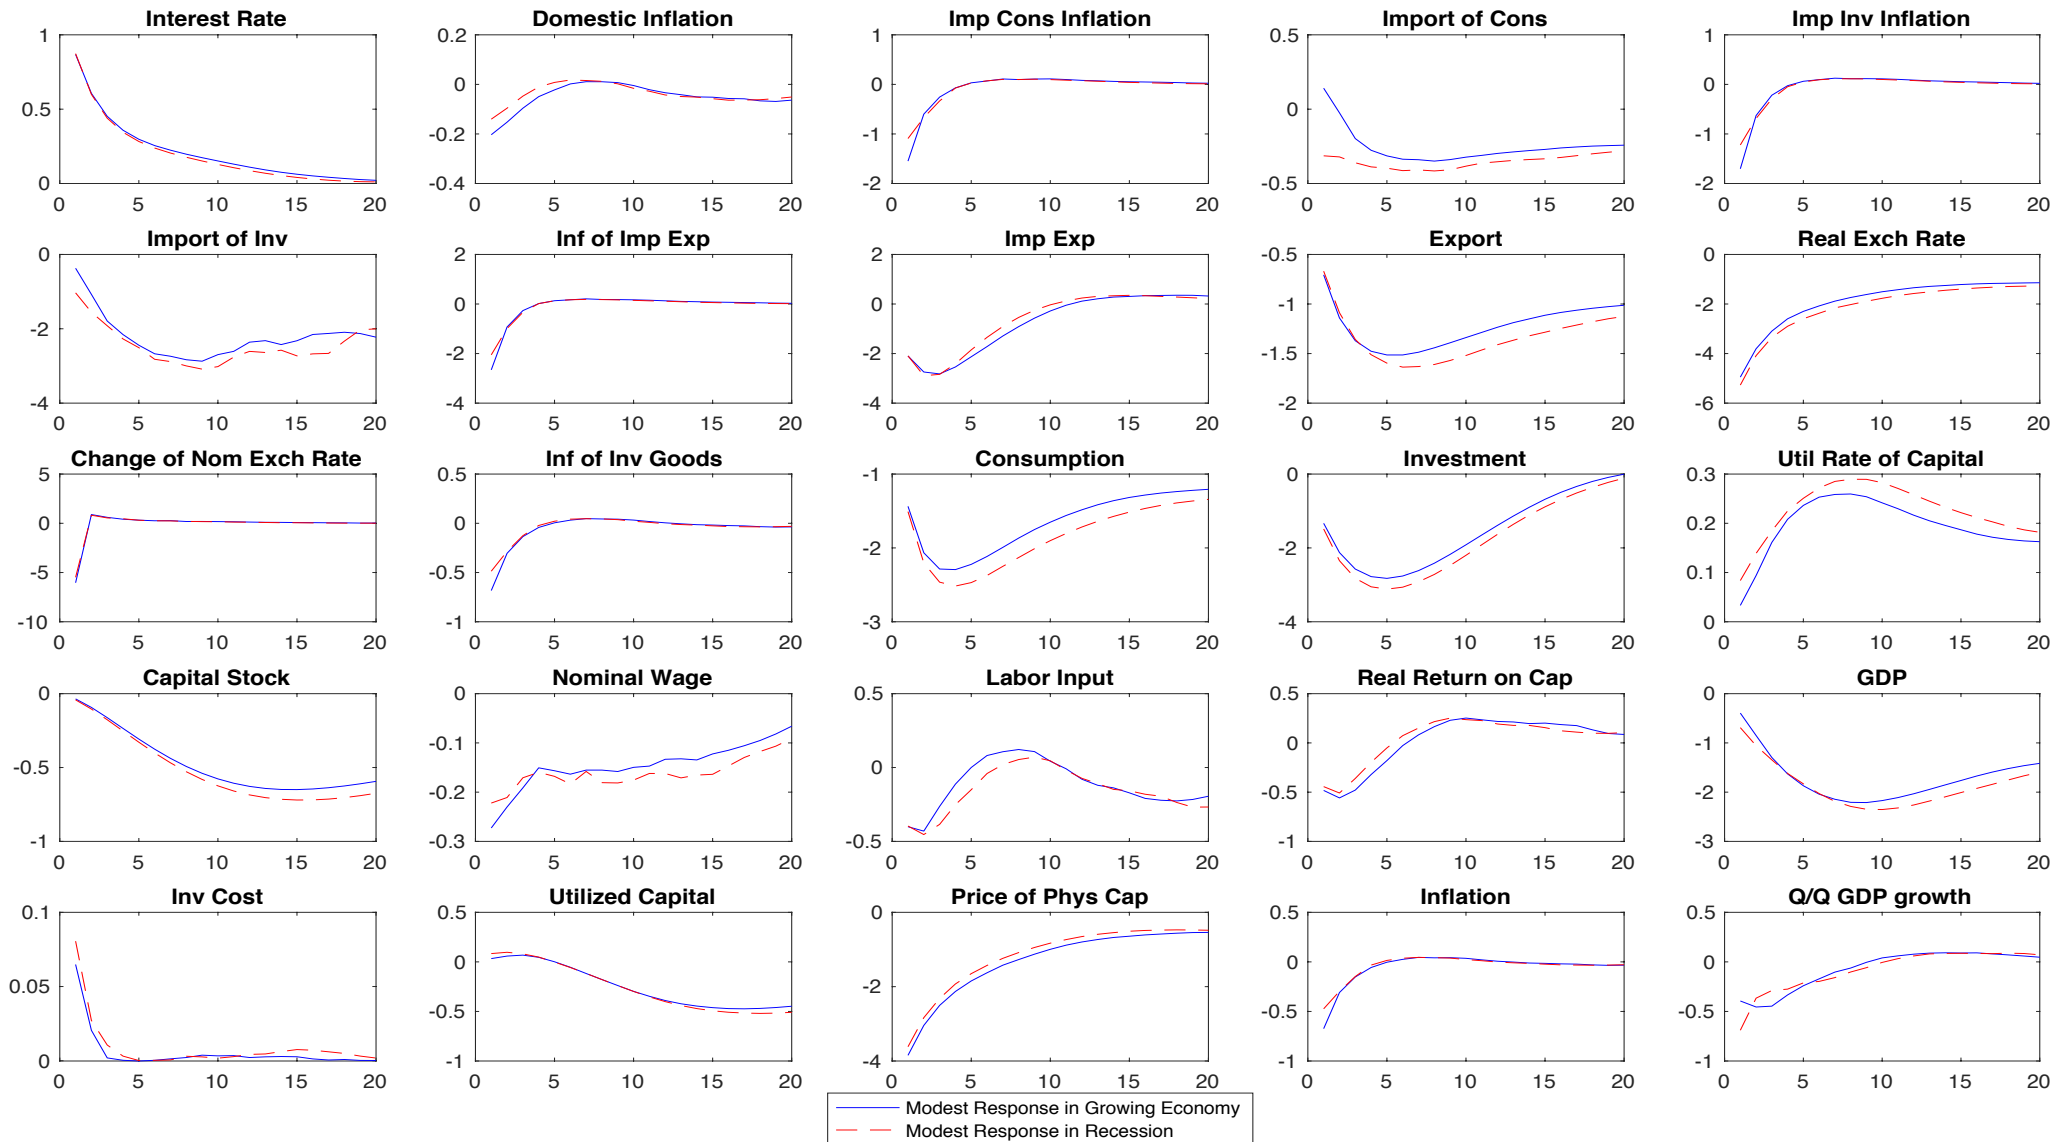 Interest Rate
Domestic Inflation
Imp Cons Inflation
Import of Cons
Imp Inv Inflation
1
0.5
0
0 5 10 15 20
0.2
0
-0.2
-0.4
0 5 10 15 20
1
0
-1
-2
0 5 10 15 20
0.5
0
-0.5
0 5 10 15 20
1
0
-1
-2
0 5 10 15 20
Import of Inv
Inf of Imp Exp
Imp Exp
Export
Real Exch Rate
0
-2
-4
0 5 10 15 20
2
0
-2
-4
0 5 10 15 20
2
0
-2
-4
0 5 10 15 20
-0.5
-1
-1.5
-2
0 5 10 15 20
0
-2
-4
-6
0 5 10 15 20
Change of Nom Exch Rate
Inf of Inv Goods
Consumption
Investment
Util Rate of Capital
5
0
-5
-10
0 5 10 15 20
0.5
0
-0.5
-1
0 5 10 15 20
-1
-2
-3
0 5 10 15 20
0
-2
-4
0 5 10 15 20
0.3
0.2
0.1
0
0 5 10 15 20
Capital Stock
Nominal Wage
Labor Input
Real Return on Cap
GDP
0
-0.5
-1
0 5 10 15 20
0
-0.1
-0.2
-0.3
0 5 10 15 20
0.5
0
-0.5
0 5 10 15 20
0.5
0
-0.5
-1
0 5 10 15 20
0
-1
-2
-3
0 5 10 15 20
Inv Cost
Utilized Capital
Price of Phys Cap
Inflation
Q/Q GDP growth
0.1
0.05
0
0 5 10 15 20
0.5
0
-0.5
-1
0 5 10 15 20
0
-2
-4
0 5 10 15 20
0.5
0
-0.5
-1
0 5 10 15 20
0.5
0
-0.5
-1
0 5 10 15 20
Modest Response in Growing Economy
Modest Response in Recession